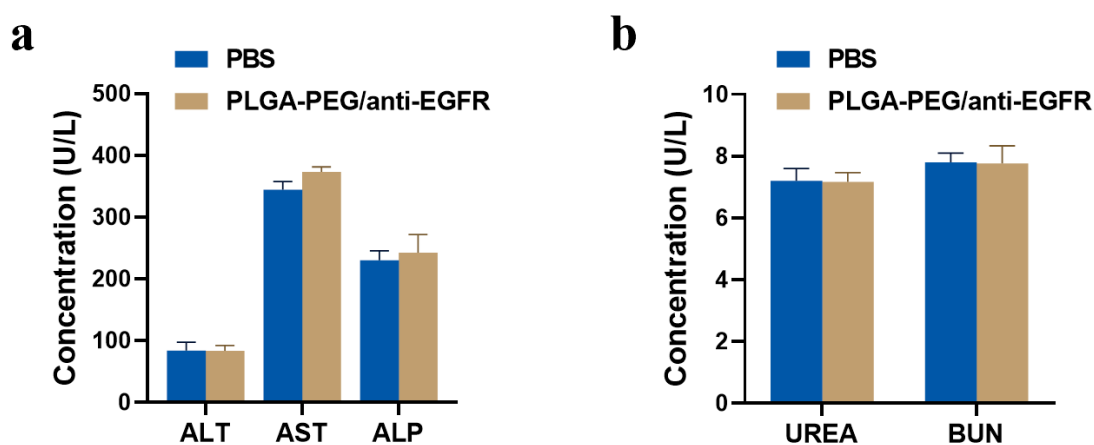 a
PBS
PLGA-PEG/anti-EGFR
Concentration (U/L)
500
400
300
200
100
0
ALT AST ALP
b
PBS
PLGA-PEG/anti-EGFR
Concentration (U/L)
10
8
6
4
2
0
UREA BUN